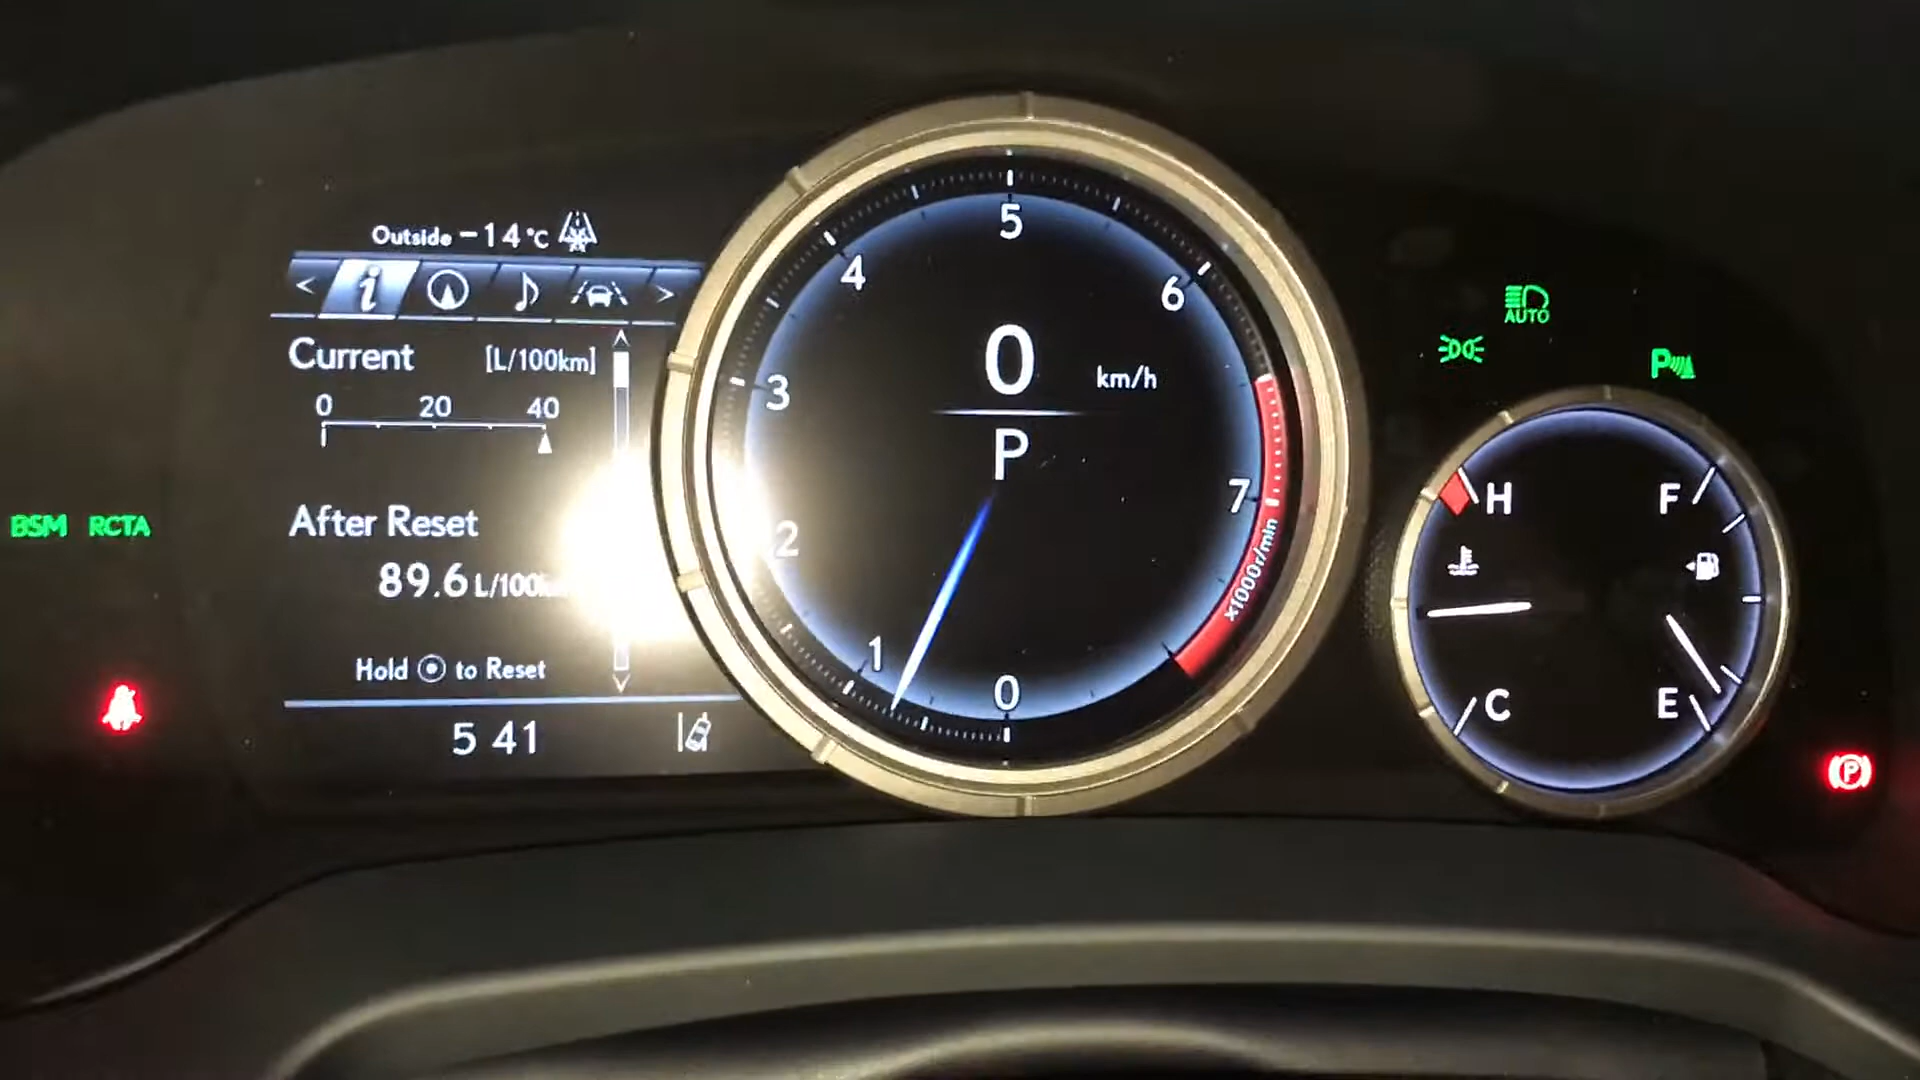 Outside -14°C
< i >
Current [L/100km]
0 20 40
After Reset
89.6 L/100km
Hold to Reset
5 41
BSM RCTA
0 1 2 3 4 5 6 7
x1000r/min
0 km/h
P
AUTO
P
H F
C E
P